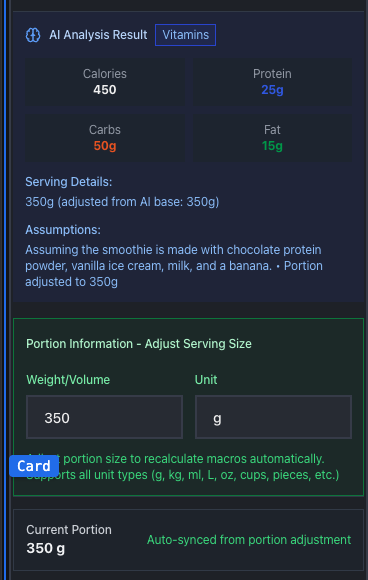 AI Analysis Result Vitamins
Calories Protein
450 25g
Carbs Fat
50g 15g
Serving Details:
350g (adjusted from AI base: 350g)
Assumptions:
Assuming the smoothie is made with chocolate protein
powder, vanilla ice cream, milk, and a banana. • Portion
adjusted to 350g
Portion Information - Adjust Serving Size
Weight/Volume Unit
350 g
portion size to recalculate macros automatically.
Card
Supports all unit types (g, kg, ml, L, oz, cups, pieces, etc.)
Current Portion
350 g
Auto-synced from portion adjustment